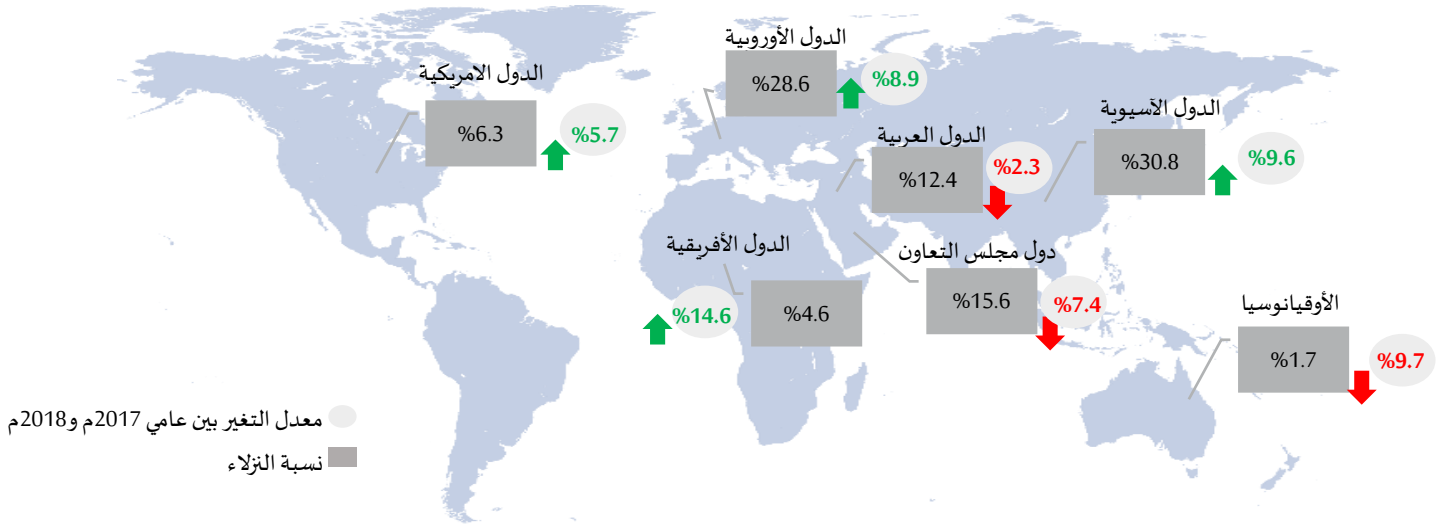 الدول الأوروبية
%28.6
%8.9
الدول الامريكية
%6.3
%5.7
الدول الآسيوية
%30.8
%9.6
الدول العربية
%12.4
%2.3
الدول الأفريقية
%4.6
%14.6
دول مجلس التعاون
%15.6
%7.4
الأوقيانوسيا
%1.7
%9.7
معدل التغير بين عامي 2017م و2018م
نسبة النزلاء